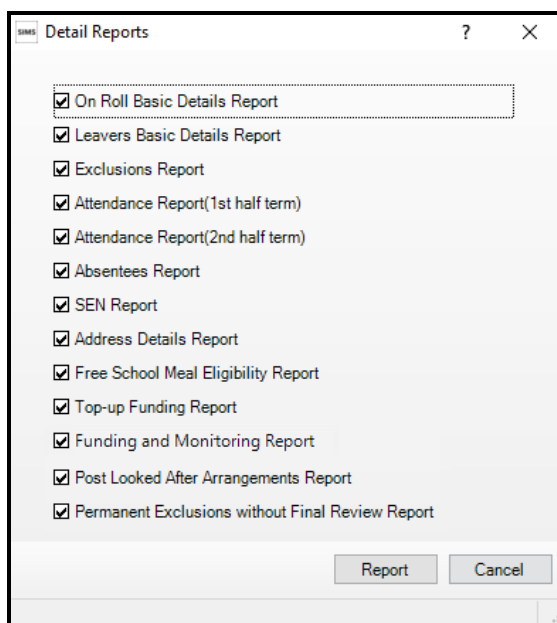 SIMS Detail Reports ?
On Roll Basic Details Report
Leavers Basic Details Report
Exclusions Report
Attendance Report(1st half term)
Attendance Report(2nd half term)
Absentees Report
SEN Report
Address Details Report
Free School Meal Eligibility Report
Top-up Funding Report
Funding and Monitoring Report
Post Looked After Arrangements Report
Permanent Exclusions without Final Review Report
Report Cancel